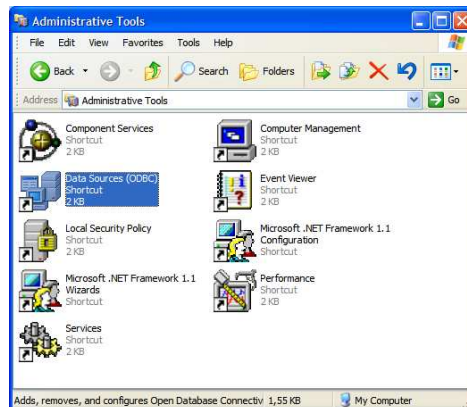 Administrative Tools
File Edit View Favorites Tools Help
Back Search Folders
Address Administrative Tools Go
Component Services
Shortcut
2 KB
Computer Management
Shortcut
2 KB
Data Sources (ODBC)
Shortcut
2 KB
Event Viewer
Shortcut
2 KB
Local Security Policy
Shortcut
2 KB
Microsoft .NET Framework 1.1
Configuration
Shortcut
Microsoft .NET Framework 1.1
Wizards
Shortcut
Performance
Shortcut
2 KB
Services
Shortcut
2 KB
Adds, removes, and configures Open Database Connectiv 1,55 KB My Computer